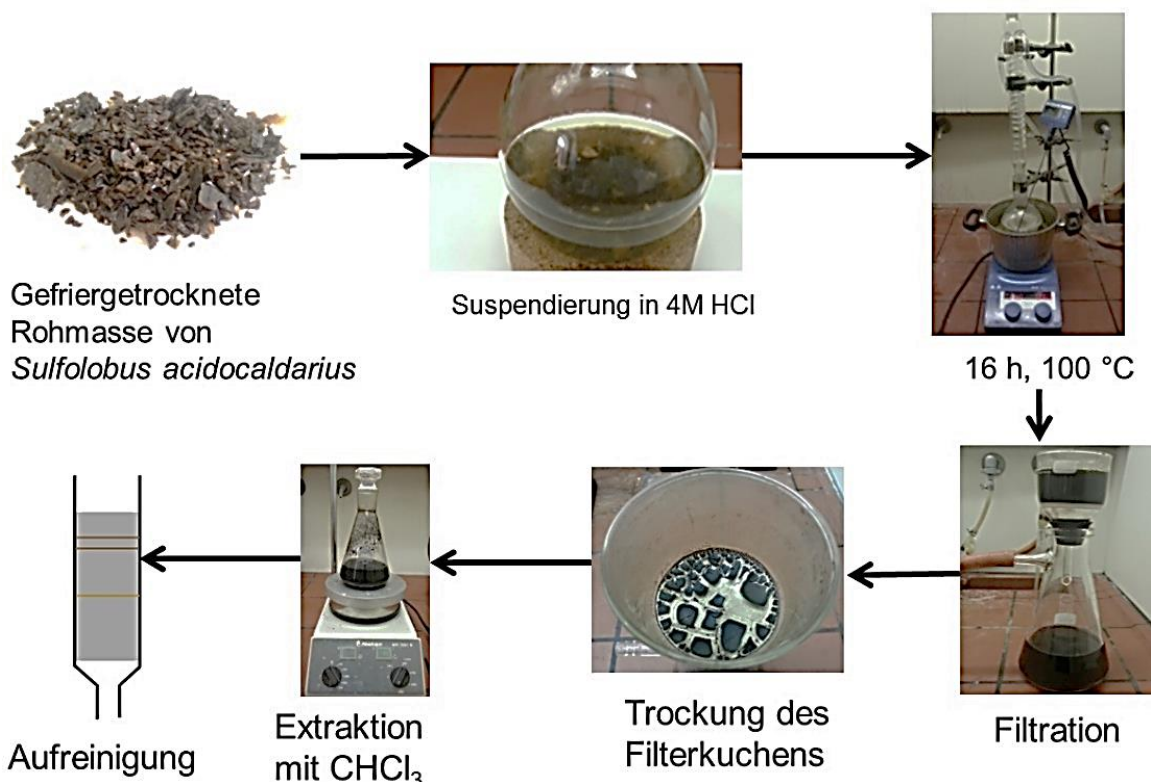 Gefriergetrocknete
Rohmasse von
Sulfolobus acidocaldarius
Suspendierung in 4M HCl
16 h, 100 °C
Filtration
Trockung des
Filterkuchens
Extraktion
mit CHCl₃
Aufreinigung